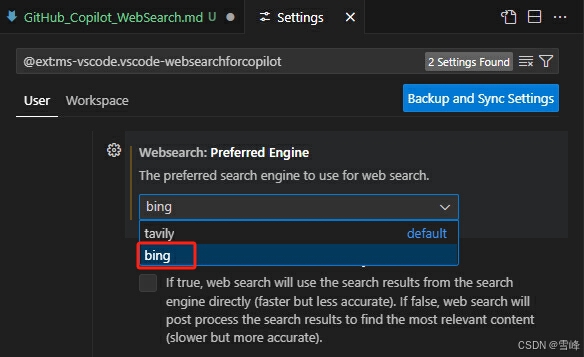 GitHub_Copilot_WebSearch.md U
Settings
@ext:ms-vscode.vscode-websearchforcopilot
2 Settings Found
User Workspace
Backup and Sync Settings
Websearch: Preferred Engine
The preferred search engine to use for web search.
bing
tavily default
bing
If true, web search will use the search results from the search
engine directly (faster but less accurate). If false, web search will
post process the search results to find the most relevant content
(slower but more accurate).
CSDN @雪峰